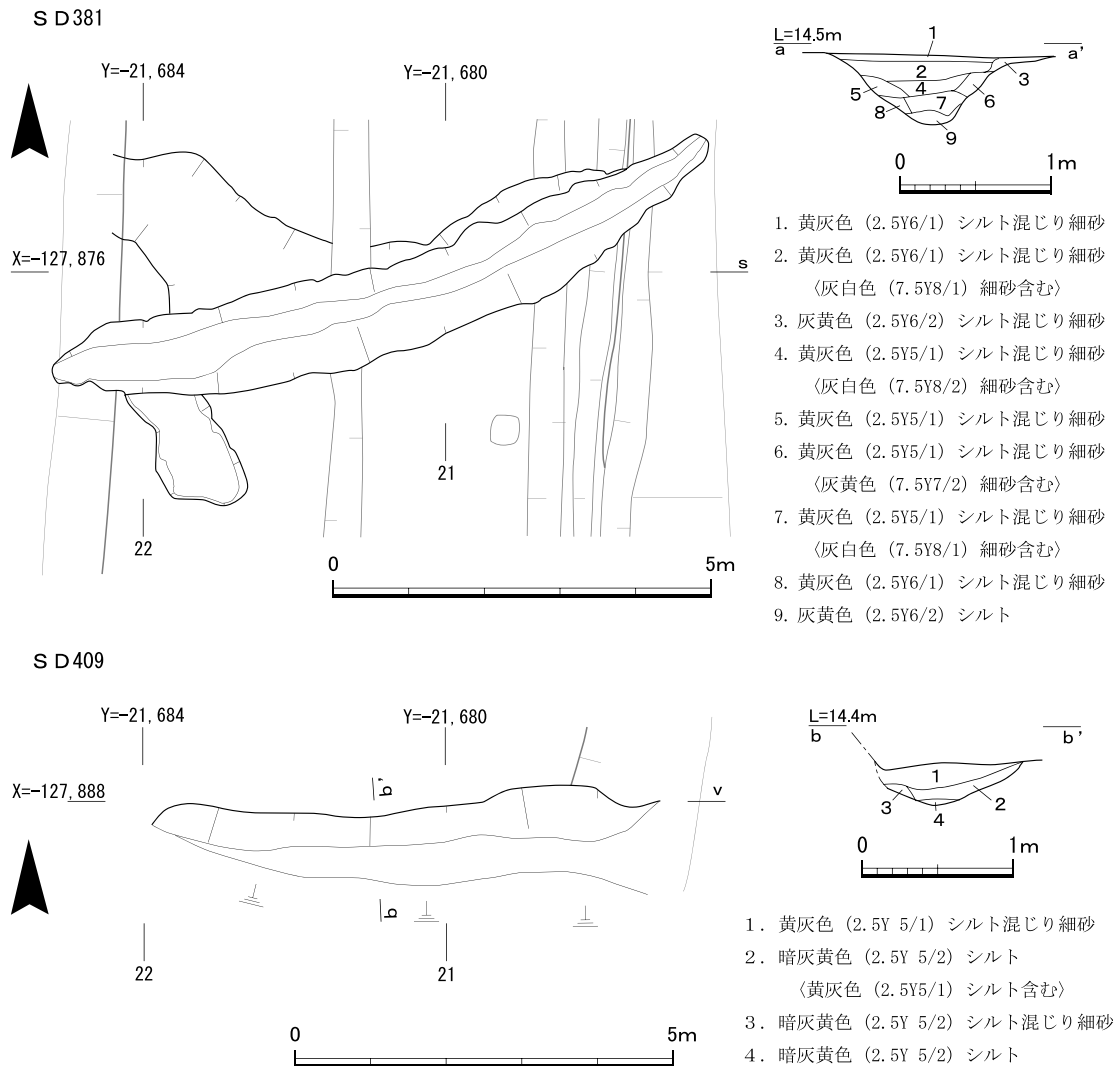 ＳＤ381
Y=-21,684
Y=-21,680
X=-127,876
s
21
22
0 5m
L=14.5m
a a'
1
2
3
4
5
6
7
8
9
0 1m
1. 黄灰色（2.5Y6/1）シルト混じり細砂
2. 黄灰色（2.5Y6/1）シルト混じり細砂
〈灰白色（7.5Y8/1）細砂含む〉
3. 灰黄色（2.5Y6/2）シルト混じり細砂
4. 黄灰色（2.5Y5/1）シルト混じり細砂
〈灰白色（7.5Y8/2）細砂含む〉
5. 黄灰色（2.5Y5/1）シルト混じり細砂
6. 黄灰色（2.5Y5/1）シルト混じり細砂
〈灰黄色（7.5Y7/2）細砂含む〉
7. 黄灰色（2.5Y5/1）シルト混じり細砂
〈灰白色（7.5Y8/1）細砂含む〉
8. 黄灰色（2.5Y6/1）シルト混じり細砂
9. 灰黄色（2.5Y6/2）シルト
ＳＤ409
Y=-21,684
Y=-21,680
X=-127,888
v
b'
b
22
21
0 5m
L=14.4m
b b'
1
2
3
4
0 1m
１. 黄灰色（2.5Y 5/1）シルト混じり細砂
２. 暗灰黄色（2.5Y 5/2）シルト
〈黄灰色（2.5Y5/1）シルト含む〉
３. 暗灰黄色（2.5Y 5/2）シルト混じり細砂
４. 暗灰黄色（2.5Y 5/2）シルト